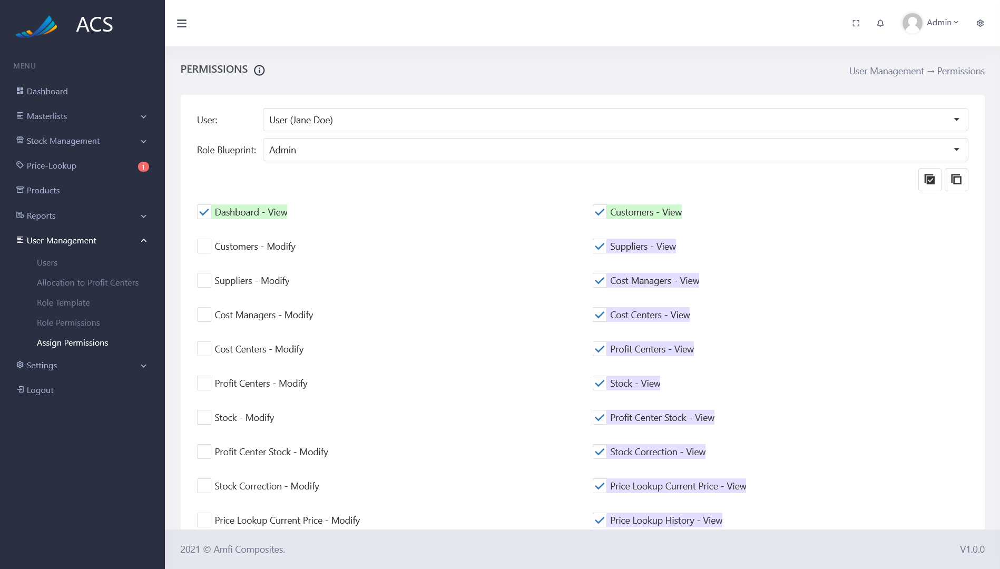 ACS
Admin
MENU
Dashboard
Masterlists
Stock Management
Price-Lookup
1
Products
Reports
User Management
Users
Allocation to Profit Centers
Role Template
Role Permissions
Assign Permissions
Settings
Logout
PERMISSIONS
User Management → Permissions
User: User (Jane Doe)
Role Blueprint: Admin
Dashboard - View
Customers - View
Customers - Modify
Suppliers - View
Suppliers - Modify
Cost Managers - View
Cost Managers - Modify
Cost Centers - View
Cost Centers - Modify
Profit Centers - View
Profit Centers - Modify
Stock - View
Stock - Modify
Profit Center Stock - View
Profit Center Stock - Modify
Stock Correction - View
Stock Correction - Modify
Price Lookup Current Price - View
Price Lookup Current Price - Modify
Price Lookup History - View
2021 © Amfi Composites.
V1.0.0